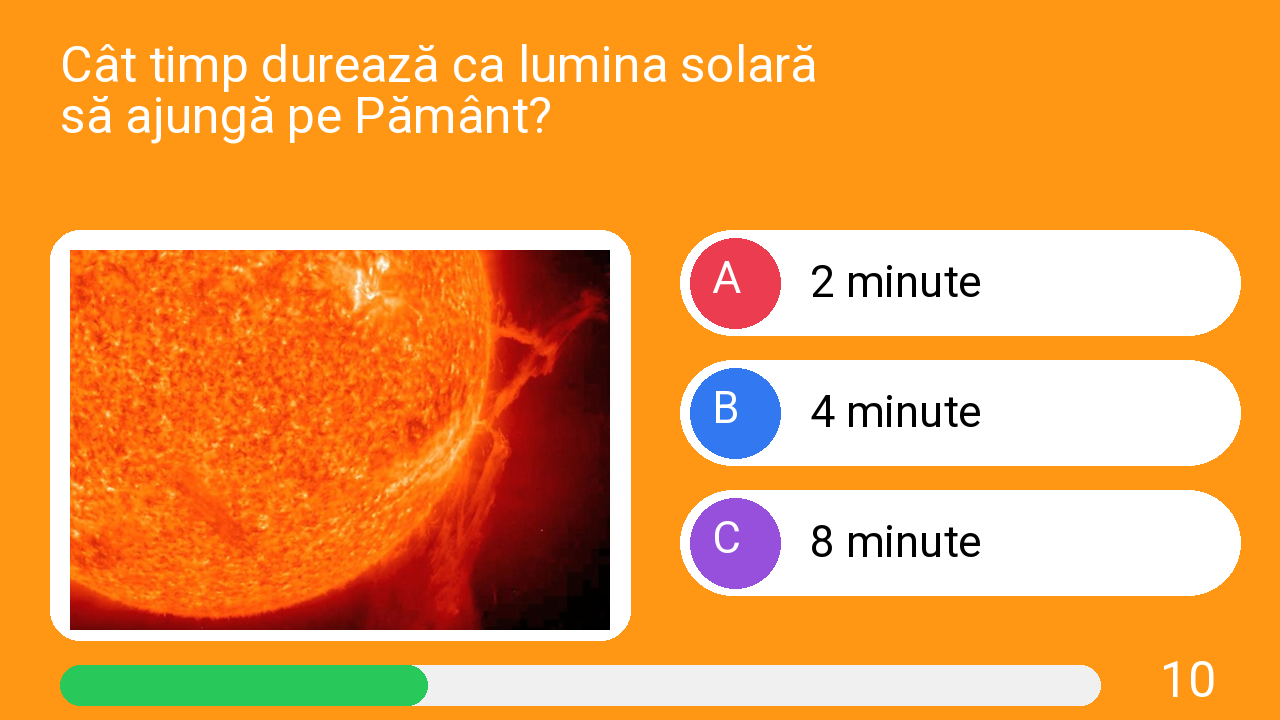 Cât timp durează ca lumina solară
să ajungă pe Pământ?
A 2 minute
B 4 minute
C 8 minute
10